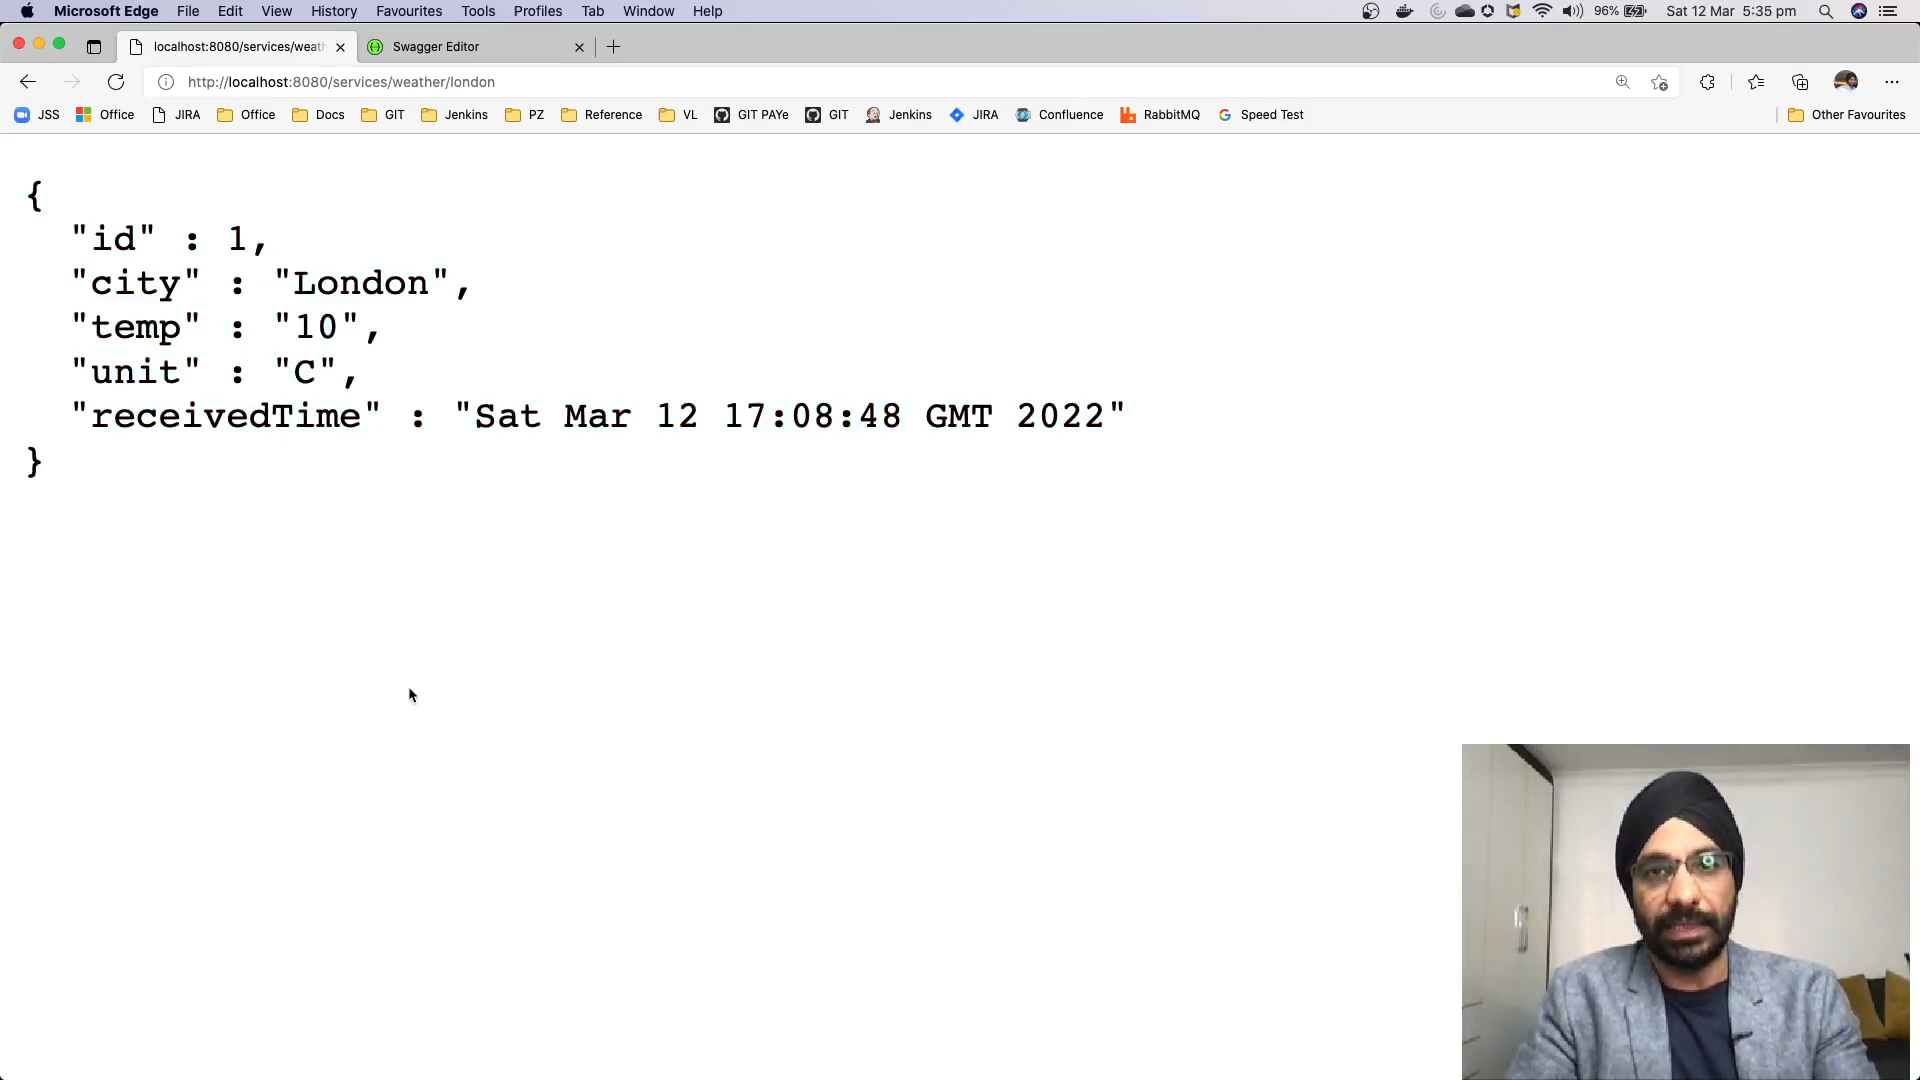 Microsoft Edge File Edit View History Favourites Tools Profiles Tab Window Help 96% Sat 12 Mar 5:35 pm
localhost:8080/services/weath Swagger Editor
http://localhost:8080/services/weather/london
JSS Office JIRA Office Docs GIT Jenkins PZ Reference VL GIT PAYe GIT Jenkins JIRA Confluence RabbitMQ Speed Test Other Favourites
{
"id" : 1,
"city" : "London",
"temp" : "10",
"unit" : "C",
"receivedTime" : "Sat Mar 12 17:08:48 GMT 2022"
}